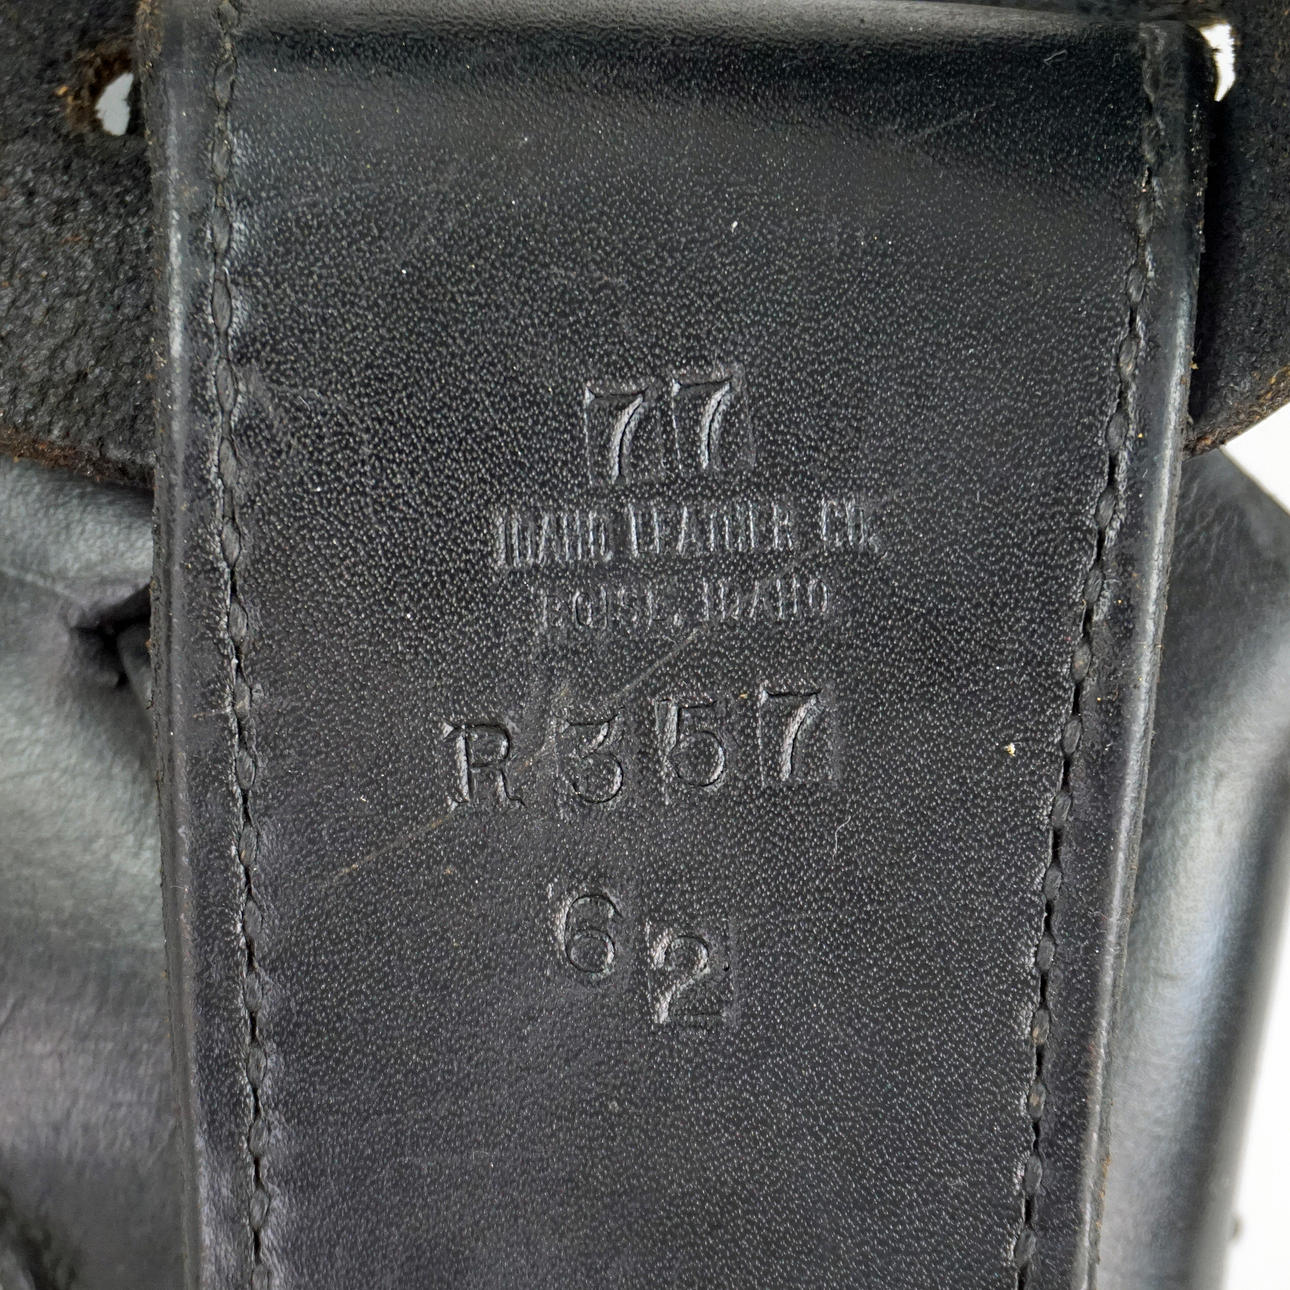 77
IDAHO LEATHER CO.
BOISE, IDAHO
R357
62